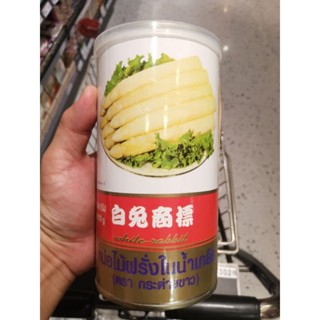 白兔商標
white rabbit
หน่อไม้ฝรั่งในน้ำเกลือ
(ตรา กระต่ายขาว)